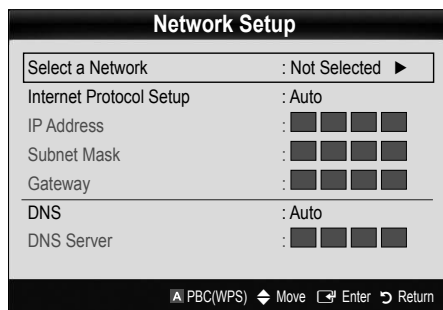 Network Setup
Select a Network : Not Selected ►
Internet Protocol Setup : Auto
IP Address :
Subnet Mask :
Gateway :
DNS : Auto
DNS Server :
A PBC(WPS) Move Enter Return